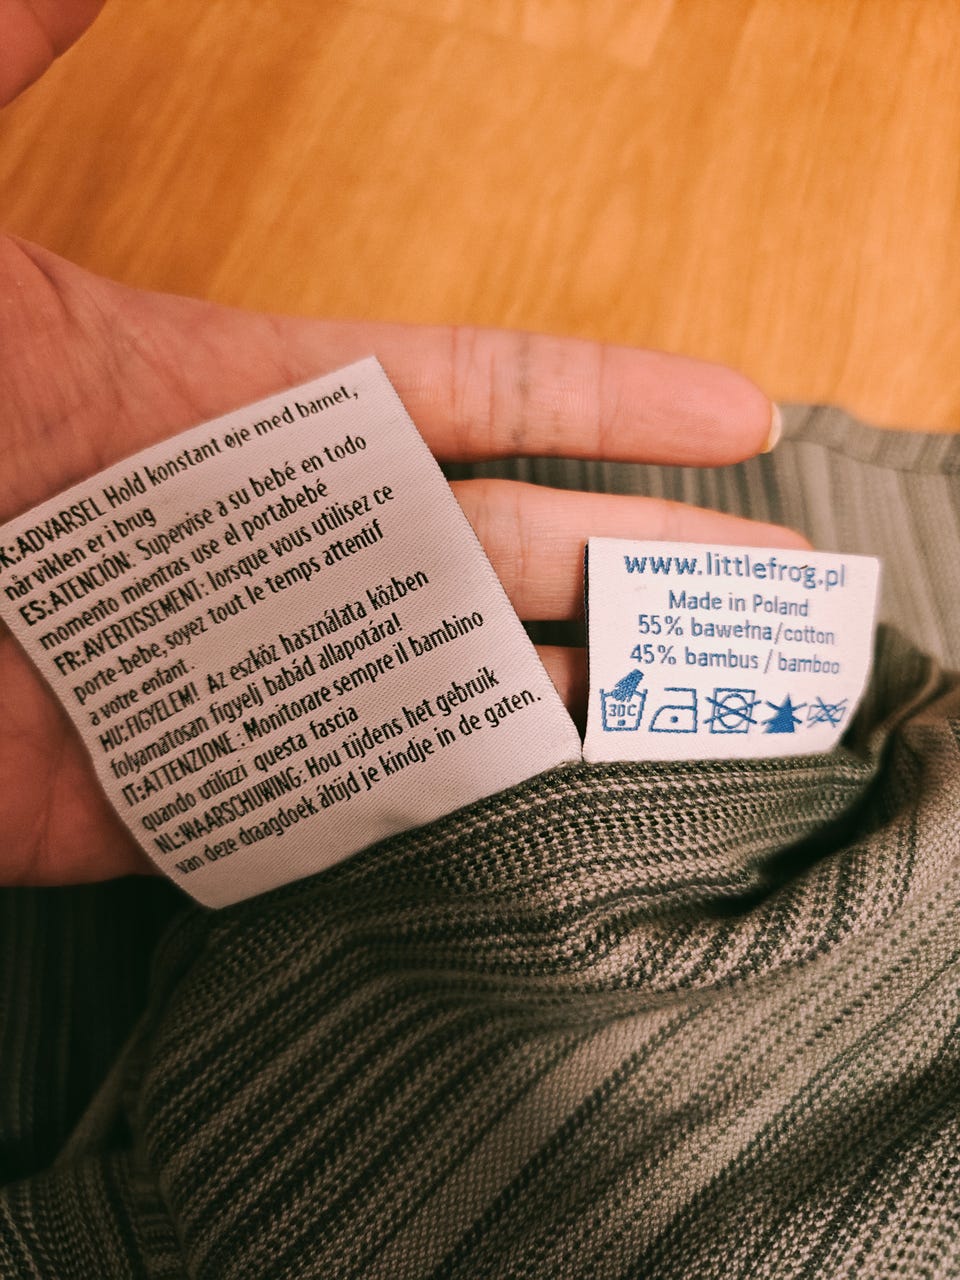 K:ADVARSEL Hold konstant øje med barnet,
når viklen er i brug
ES:ATENCIÓN: Supervise a su bebé en todo
momento mientras use el portabebé
FR:AVERTISSEMENT: lorsque vous utilisez ce
porte-bébé, soyez tout le temps attentif
a votre enfant.
HU:FIGYELEM! Az eszköz használata közben
folyamatosan figyelj babád allapotára!
IT:ATTENZIONE: Monitorare sempre il bambino
quando utilizzi questa fascia
NL:WAARSCHUWING: Hou tijdens het gebruik
van deze draagdoek áltijd je kindje in de gaten.
www.littlefrog.pl
Made in Poland
55% bawełna/cotton
45% bambus / bamboo
30C